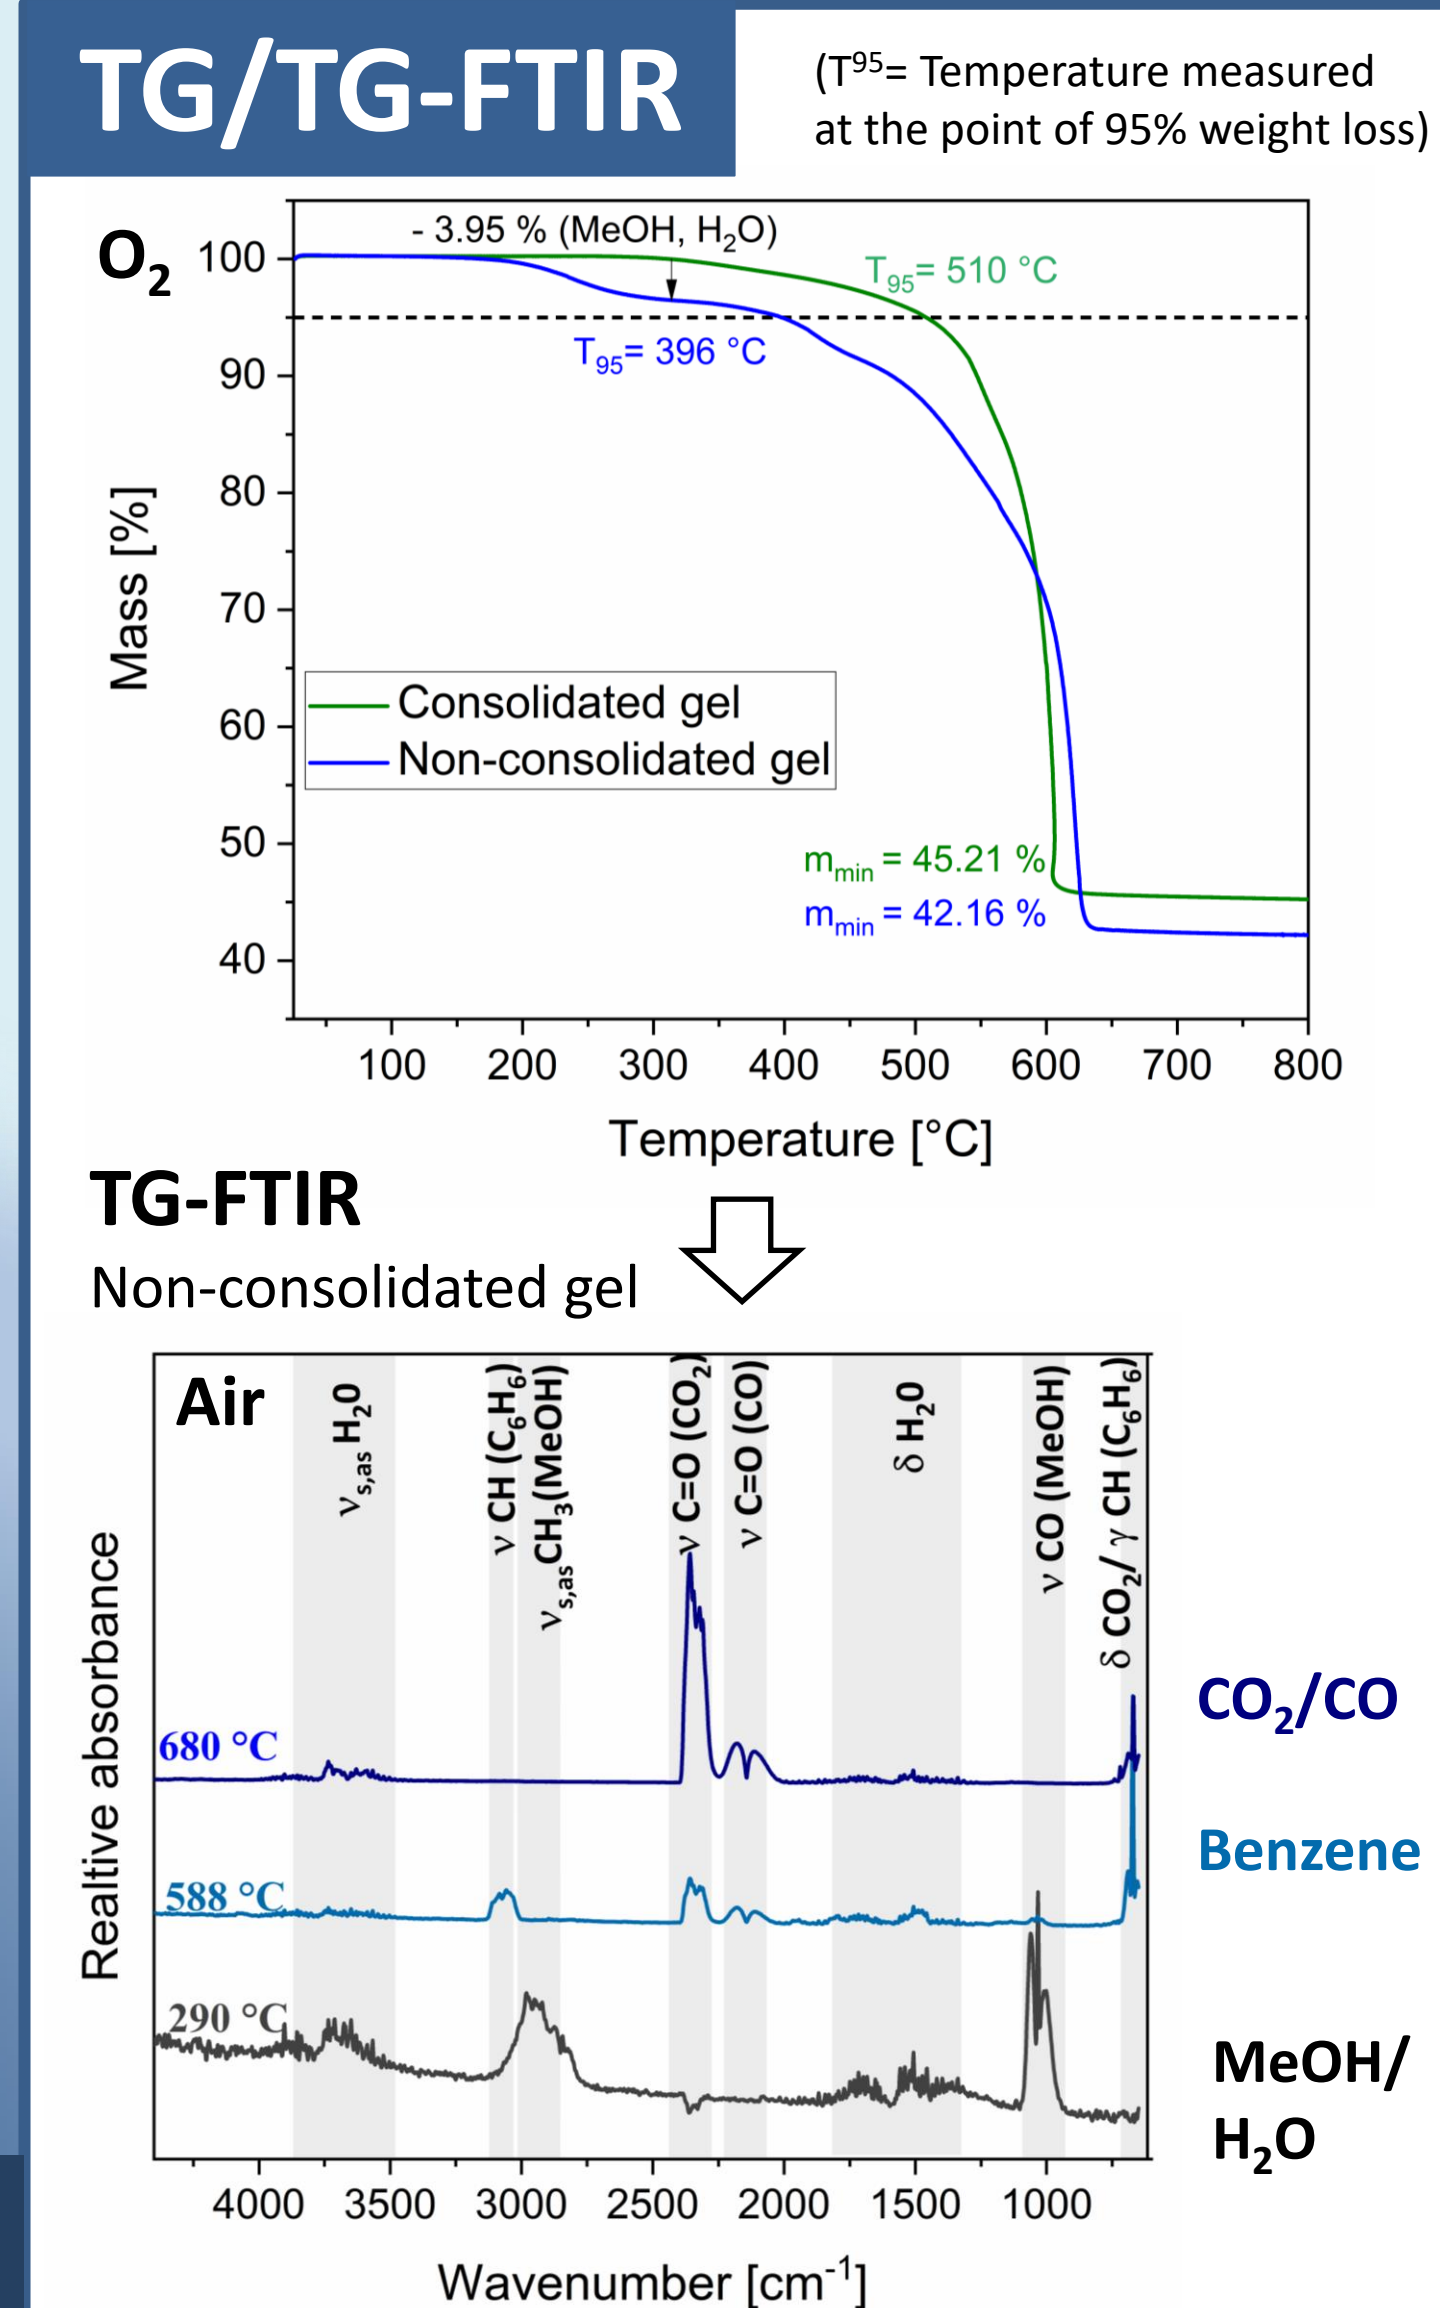 TG/TG-FTIR
(T⁹⁵= Temperature measured
at the point of 95% weight loss)
O₂
- 3.95 % (MeOH, H₂O)
T₉₅= 510 °C
T₉₅= 396 °C
100
90
80
70
60
50
40
Mass [%]
Consolidated gel
Non-consolidated gel
mₘᵢₙ = 45.21 %
mₘᵢₙ = 42.16 %
100 200 300 400 500 600 700 800
Temperature [°C]
TG-FTIR
Non-consolidated gel
Air
νs,as H₂0
ν CH (C₆H₆)
νs,as CH₃(MeOH)
ν C=O (CO₂)
ν C=O (CO)
δ H₂0
ν CO (MeOH)
δ CO₂/ γ CH (C₆H₆)
Realtive absorbance
680 °C
588 °C
290 °C
CO₂/CO
Benzene
MeOH/
H₂O
4000 3500 3000 2500 2000 1500 1000
Wavenumber [cm⁻¹]